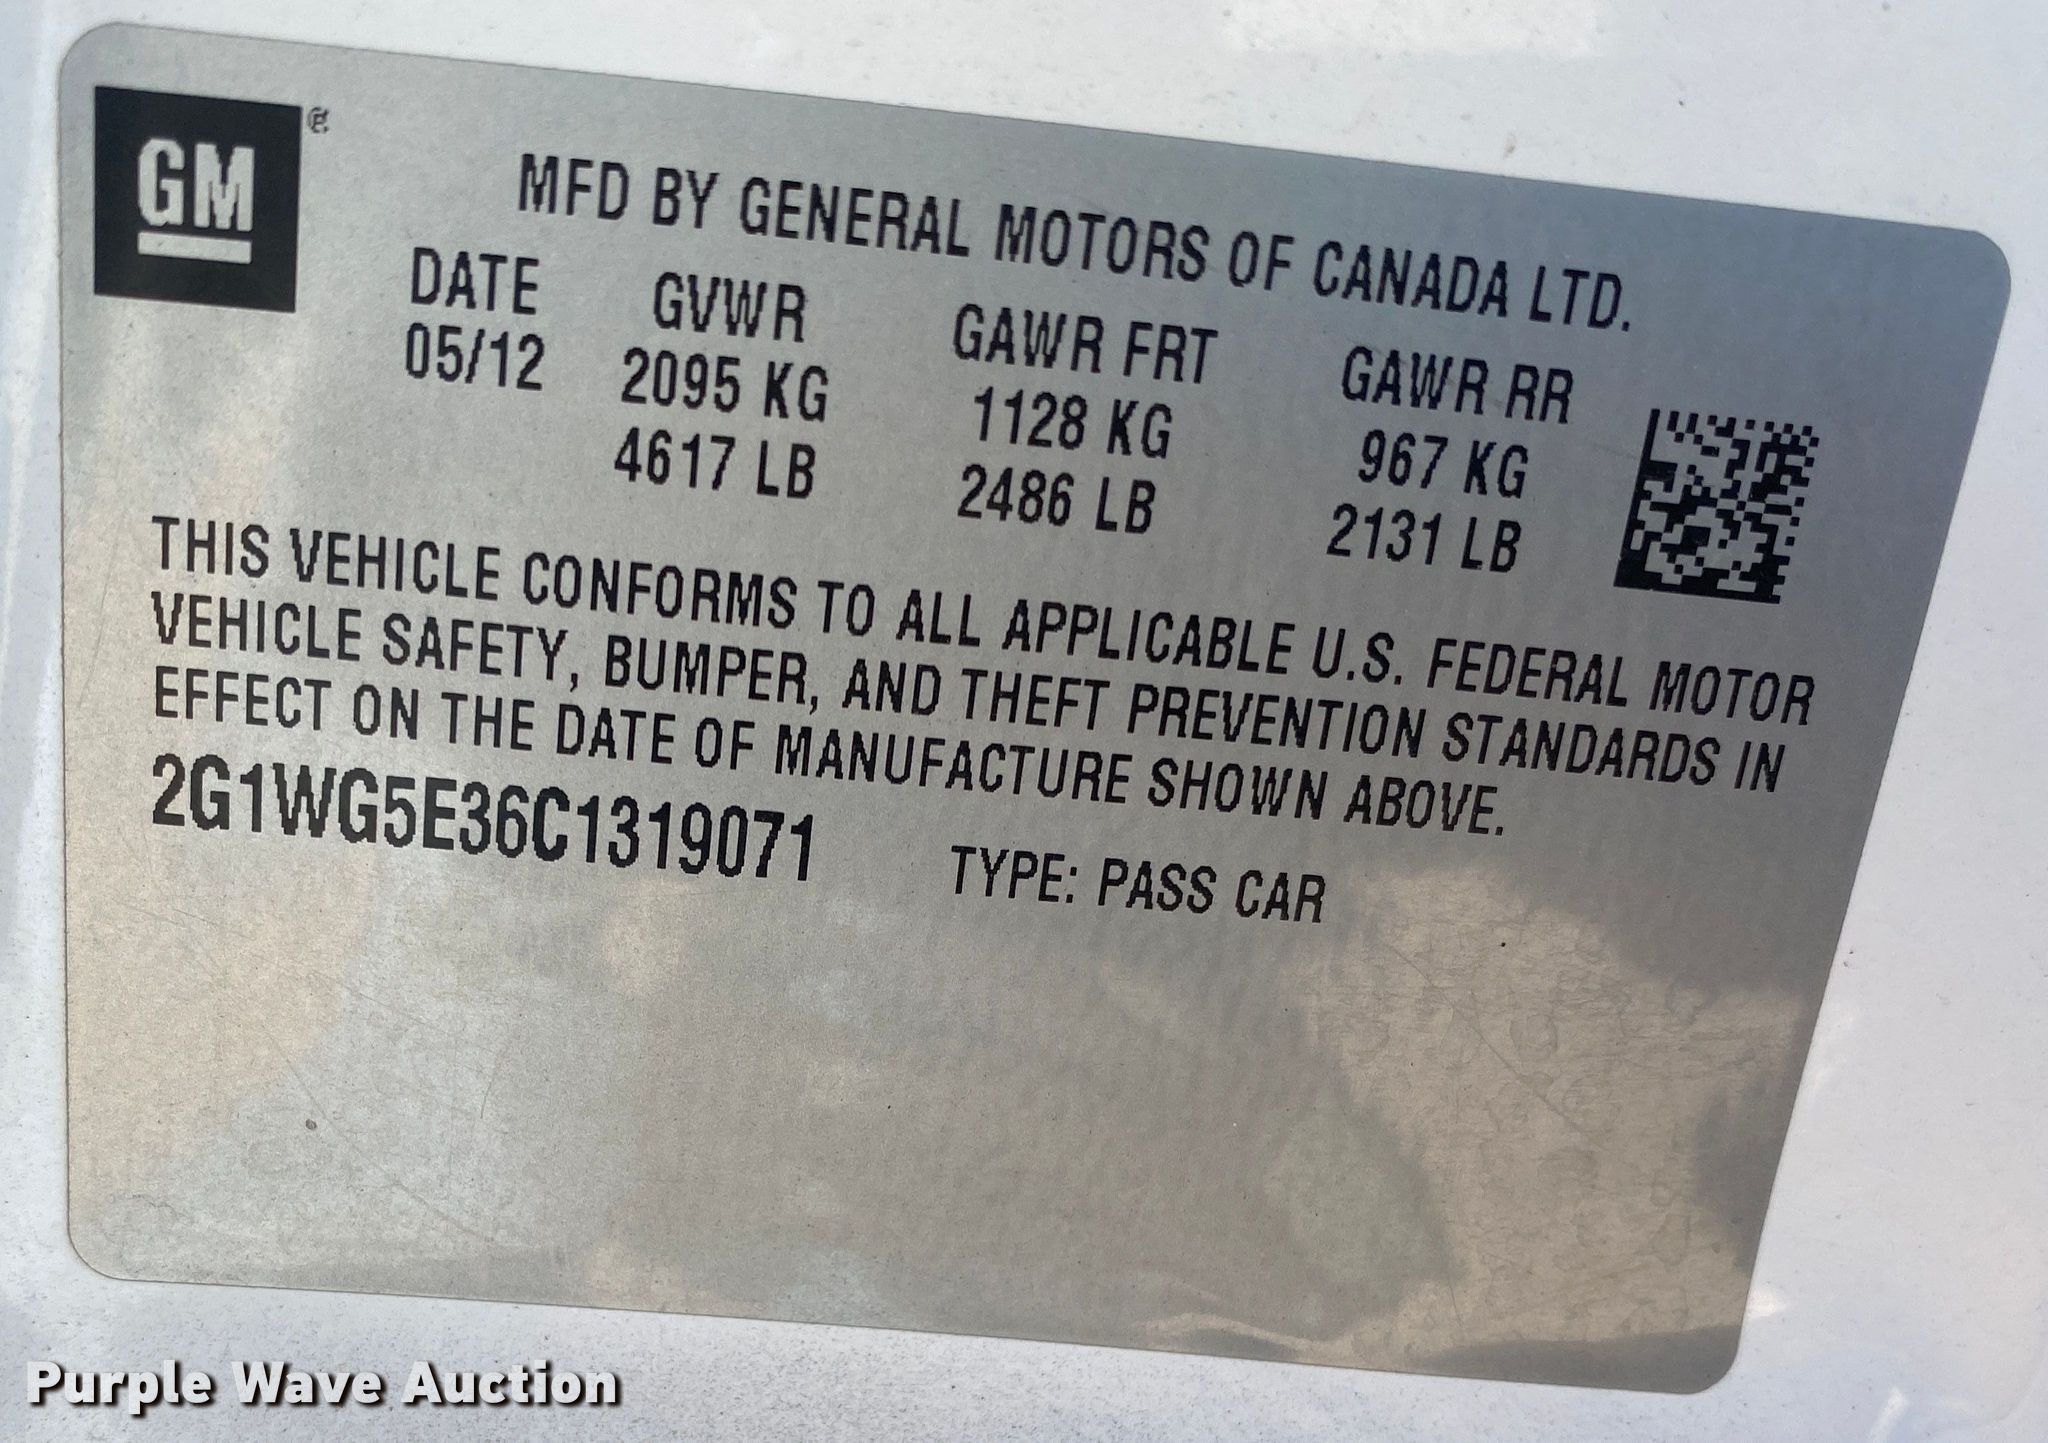 GM ®
MFD BY GENERAL MOTORS OF CANADA LTD.
DATE GVWR GAWR FRT GAWR RR
05/12 2095 KG 1128 KG 967 KG
4617 LB 2486 LB 2131 LB
THIS VEHICLE CONFORMS TO ALL APPLICABLE U.S. FEDERAL MOTOR
VEHICLE SAFETY, BUMPER, AND THEFT PREVENTION STANDARDS IN
EFFECT ON THE DATE OF MANUFACTURE SHOWN ABOVE.
2G1WG5E36C1319071 TYPE: PASS CAR
Purple Wave Auction